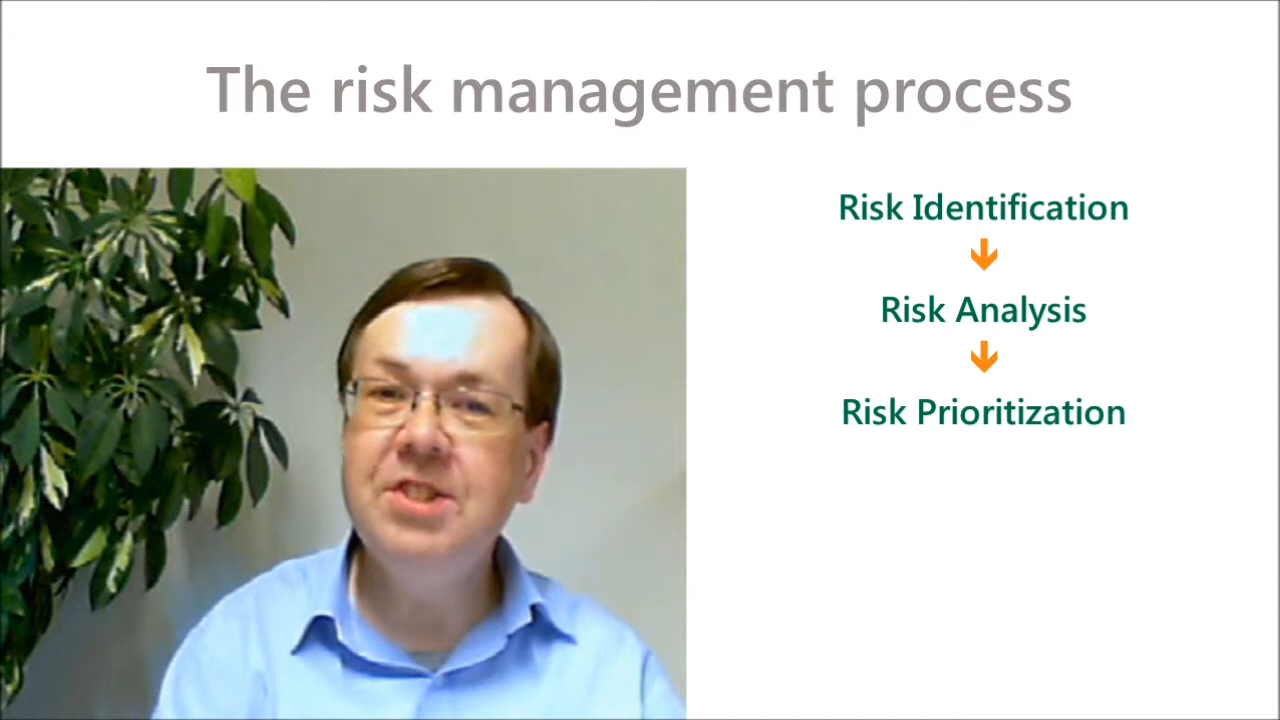 The risk management process
Risk Identification
Risk Analysis
Risk Prioritization